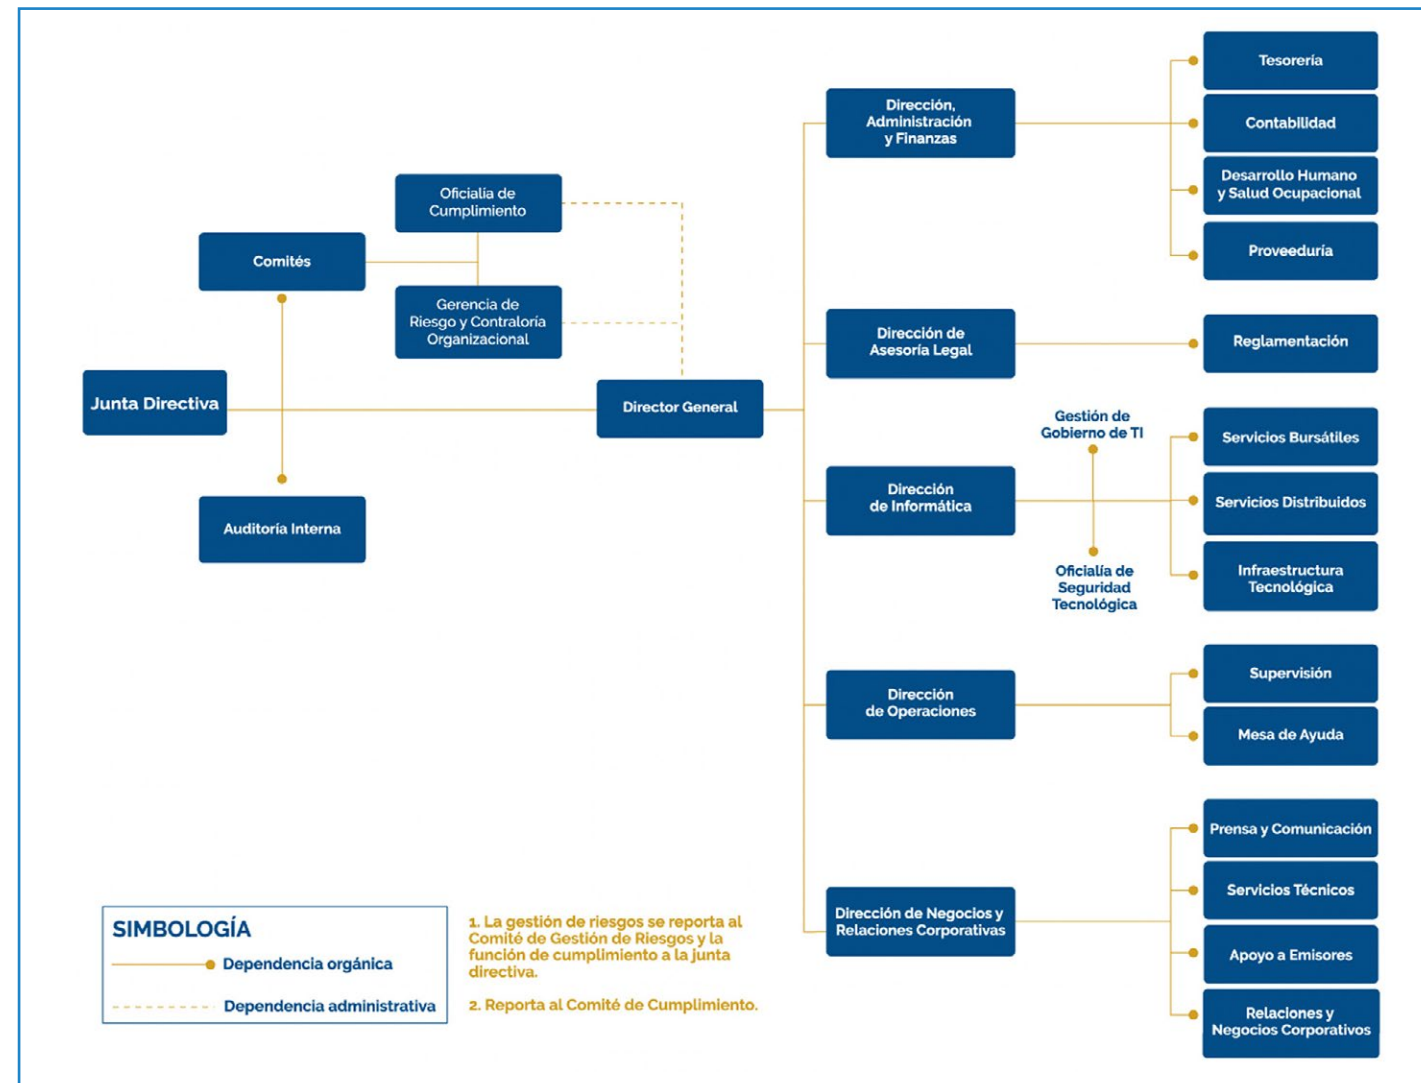 Junta Directiva
Comités
Auditoría Interna
Oficialía de
Cumplimiento
Gerencia de
Riesgo y Contraloría
Organizacional
Director General
Dirección,
Administración
y Finanzas
Tesorería
Contabilidad
Desarrollo Humano
y Salud Ocupacional
Proveeduría
Dirección de
Asesoría Legal
Reglamentación
Dirección
de Informática
Gestión de
Gobierno de TI
Oficialía de
Seguridad
Tecnológica
Servicios Bursátiles
Servicios Distribuidos
Infraestructura
Tecnológica
Dirección
de Operaciones
Supervisión
Mesa de Ayuda
Dirección de Negocios y
Relaciones Corporativas
Prensa y Comunicación
Servicios Técnicos
Apoyo a Emisores
Relaciones y
Negocios Corporativos
SIMBOLOGÍA
Dependencia orgánica
Dependencia administrativa
1. La gestión de riesgos se reporta al
Comité de Gestión de Riesgos y la
función de cumplimiento a la junta
directiva.
2. Reporta al Comité de Cumplimiento.